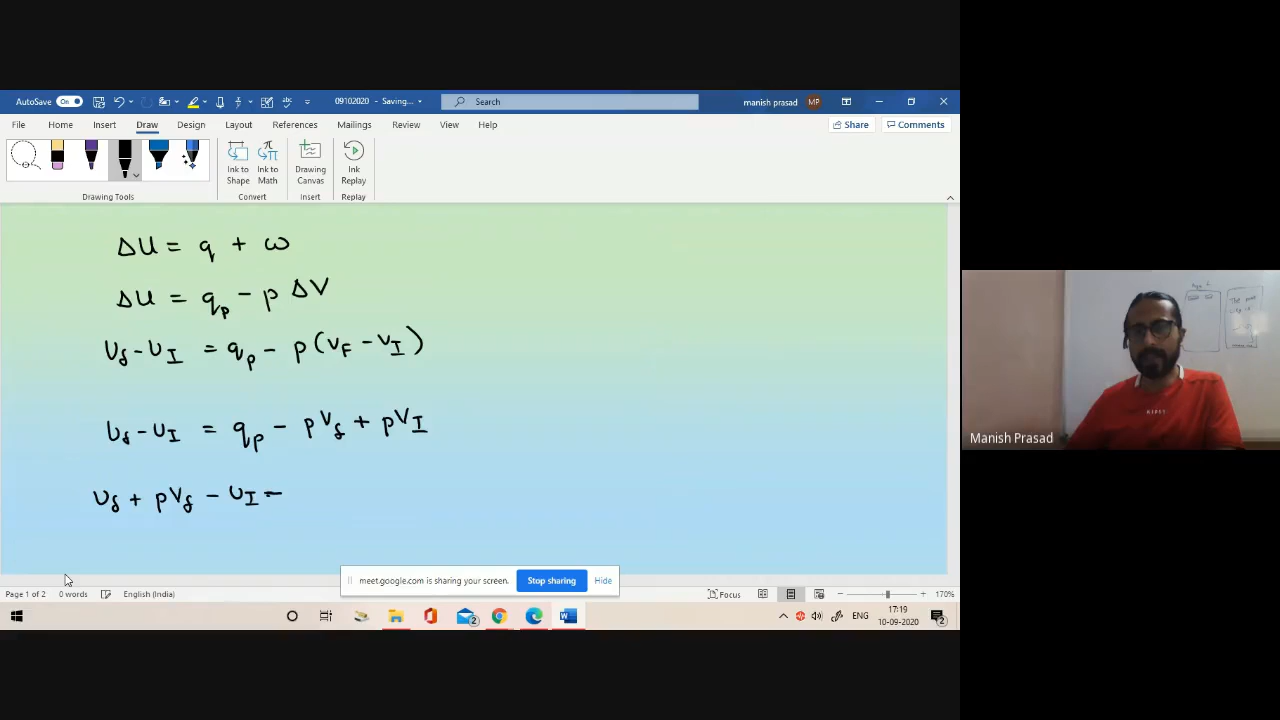 AutoSave On
09102020 - Saving...
Search
manish prasad MP
File Home Insert Draw Design Layout References Mailings Review View Help
Share Comments
Ink to Shape
Ink to Math
Drawing Canvas
Ink Replay
Drawing Tools Convert Insert Replay
ΔU = q + ω
ΔU = q_p - p ΔV
U_f - U_I = q_p - p (V_F - V_I)
U_f - U_I = q_p - pV_f + pV_I
U_f + pV_f - U_I -
Manish Prasad
meet.google.com is sharing your screen. Stop sharing Hide
Page 1 of 2 0 words English (India) Focus 170%
2 ENG 17:19 10-09-2020 2